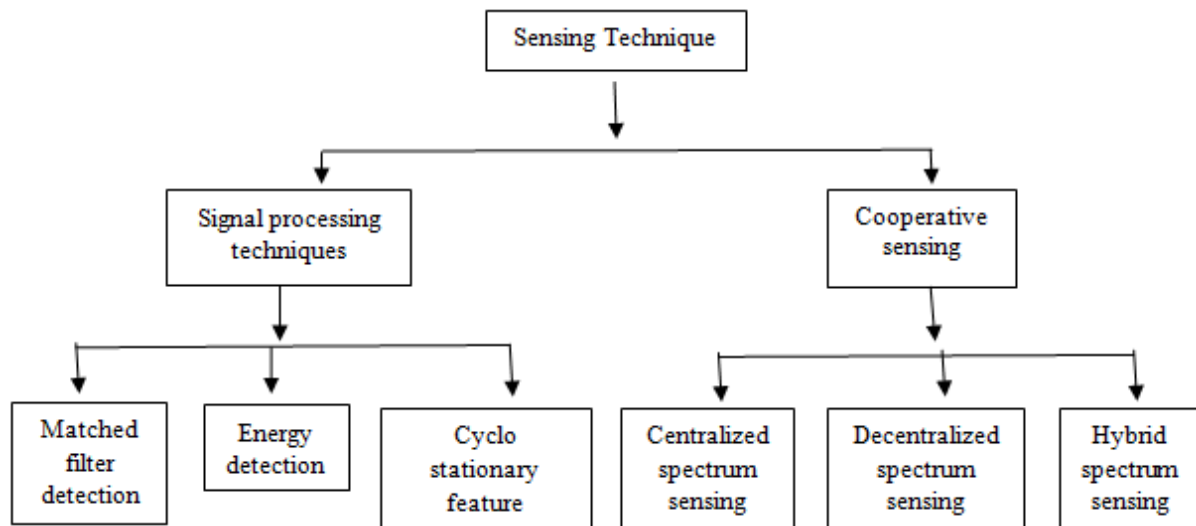 Sensing Technique
Signal processing
techniques
Cooperative
sensing
Matched
filter
detection
Energy
detection
Cyclo
stationary
feature
Centralized
spectrum
sensing
Decentralized
spectrum
sensing
Hybrid
spectrum
sensing